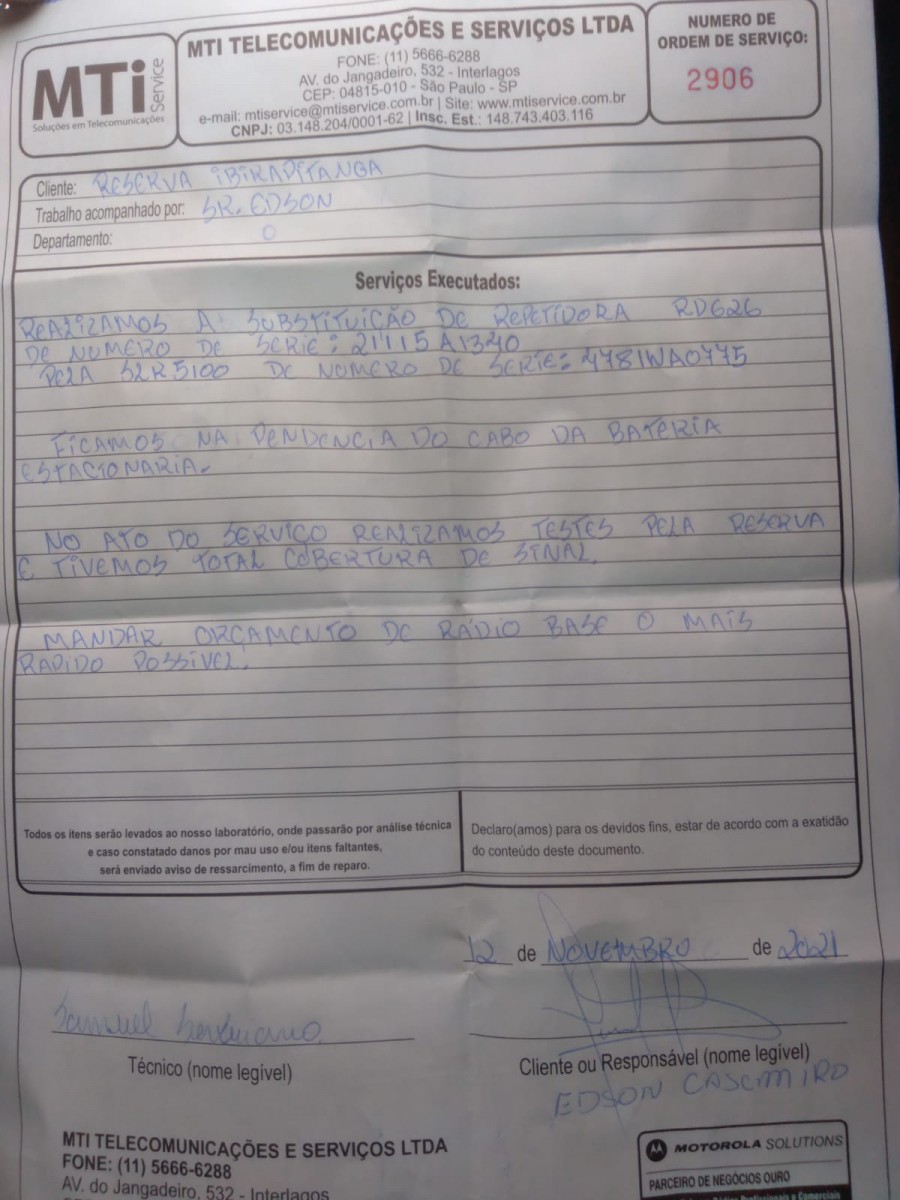 MTi Service
Soluções em Telecomunicações
MTI TELECOMUNICAÇÕES E SERVIÇOS LTDA
FONE: (11) 5666-6288
AV. do Jangadeiro, 532 - Interlagos
CEP: 04815-010 - São Paulo - SP
e-mail: mtiservice@mtiservice.com.br | Site: www.mtiservice.com.br
CNPJ: 03.148.204/0001-62 | Insc. Est.: 148.743.403.116
NUMERO DE
ORDEM DE SERVIÇO:
2906
Cliente: RESERVA IBIRAPITANGA
Trabalho acompanhado por: SR. EDSON
Departamento: O
Serviços Executados:
REALIZAMOS A SUBSTITUIÇÃO DE REPETIDORA RD626
DE NUMERO DE SERIE: 21115A1340
PELA SLR5100 DE NUMERO DE SERIE: 4781WA0775
FICAMOS NA PENDENCIA DO CABO DA BATERIA
ESTACIONARIA.
NO ATO DO SERVIÇO REALIZAMOS TESTES PELA RESERVA
E TIVEMOS TOTAL COBERTURA DE SINAL.
MANDAR ORÇAMENTO DE RÁDIO BASE O MAIS
RAPIDO POSSÍVEL.
Todos os itens serão levados ao nosso laboratório, onde passarão por análise técnica
e caso constatado danos por mau uso e/ou itens faltantes,
será enviado aviso de ressarcimento, a fim de reparo.
Declaro(amos) para os devidos fins, estar de acordo com a exatidão
do conteúdo deste documento.
12 de NOVEMBRO de 2021
Samuel
Técnico (nome legível)
Cliente ou Responsável (nome legível)
EDSON CASEMIRO
MTI TELECOMUNICAÇÕES E SERVIÇOS LTDA
FONE: (11) 5666-6288
AV. do Jangadeiro, 532 - Interlagos
MOTOROLA SOLUTIONS
PARCEIRO DE NEGÓCIOS OURO